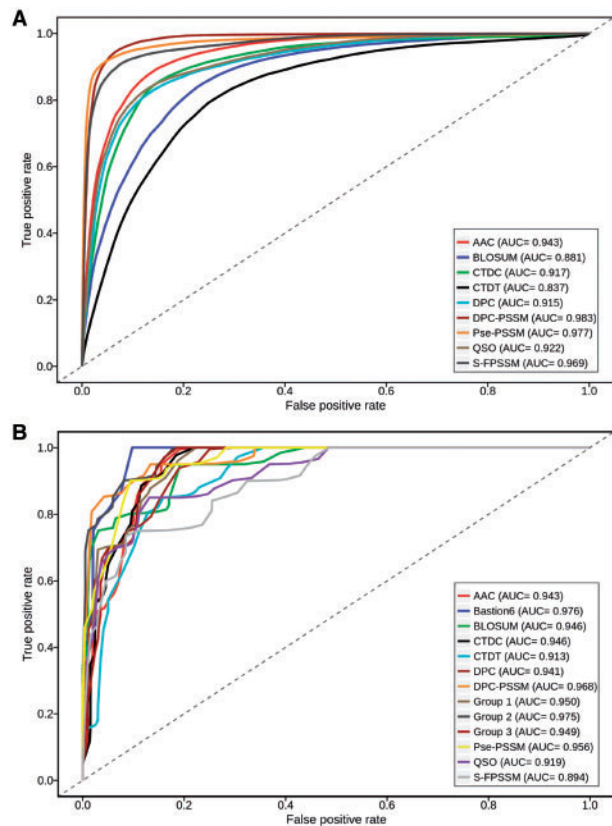 A
1.0
0.8
0.6
0.4
0.2
0.0
True positive rate
AAC (AUC= 0.943)
BLOSUM (AUC= 0.881)
CTDC (AUC= 0.917)
CTDT (AUC= 0.837)
DPC (AUC= 0.915)
DPC-PSSM (AUC= 0.983)
Pse-PSSM (AUC= 0.977)
QSO (AUC= 0.922)
S-FPSSM (AUC= 0.969)
0.0 0.2 0.4 0.6 0.8 1.0
False positive rate
B
1.0
0.8
0.6
0.4
0.2
0.0
True positive rate
AAC (AUC= 0.943)
Bastion6 (AUC= 0.976)
BLOSUM (AUC= 0.946)
CTDC (AUC= 0.946)
CTDT (AUC= 0.913)
DPC (AUC= 0.941)
DPC-PSSM (AUC= 0.968)
Group 1 (AUC= 0.950)
Group 2 (AUC= 0.975)
Group 3 (AUC= 0.949)
Pse-PSSM (AUC= 0.956)
QSO (AUC= 0.919)
S-FPSSM (AUC= 0.894)
0.0 0.2 0.4 0.6 0.8 1.0
False positive rate